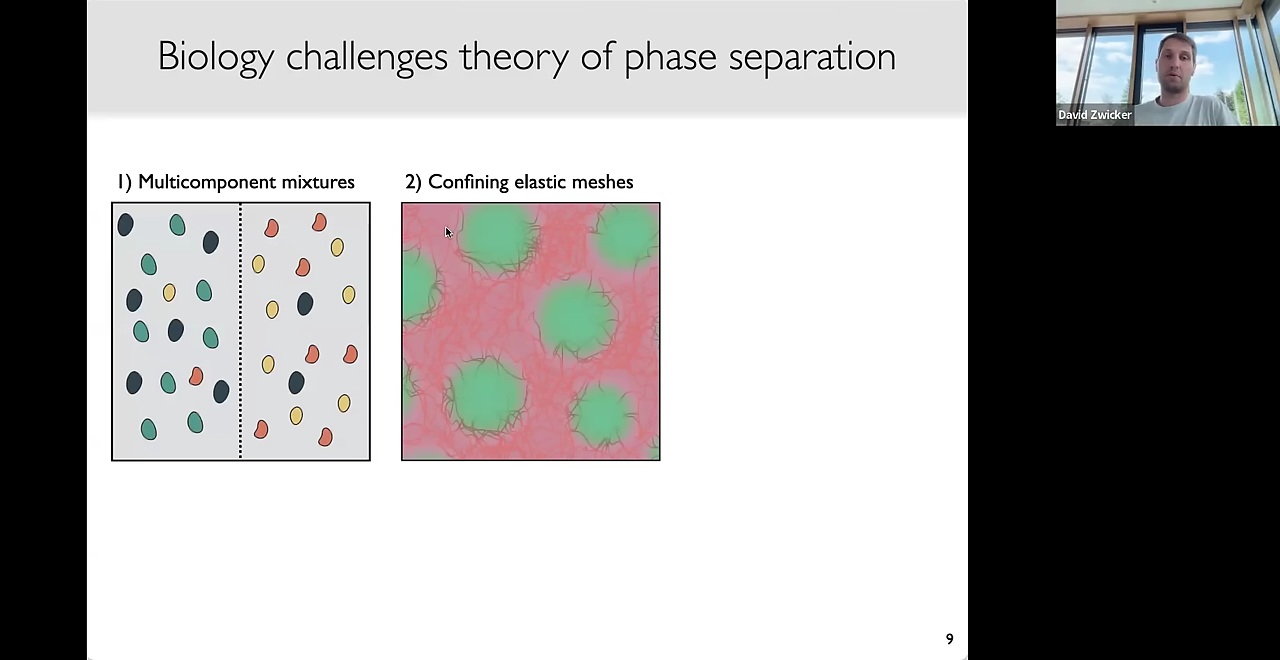 Biology challenges theory of phase separation
1) Multicomponent mixtures
2) Confining elastic meshes
9
David Zwicker